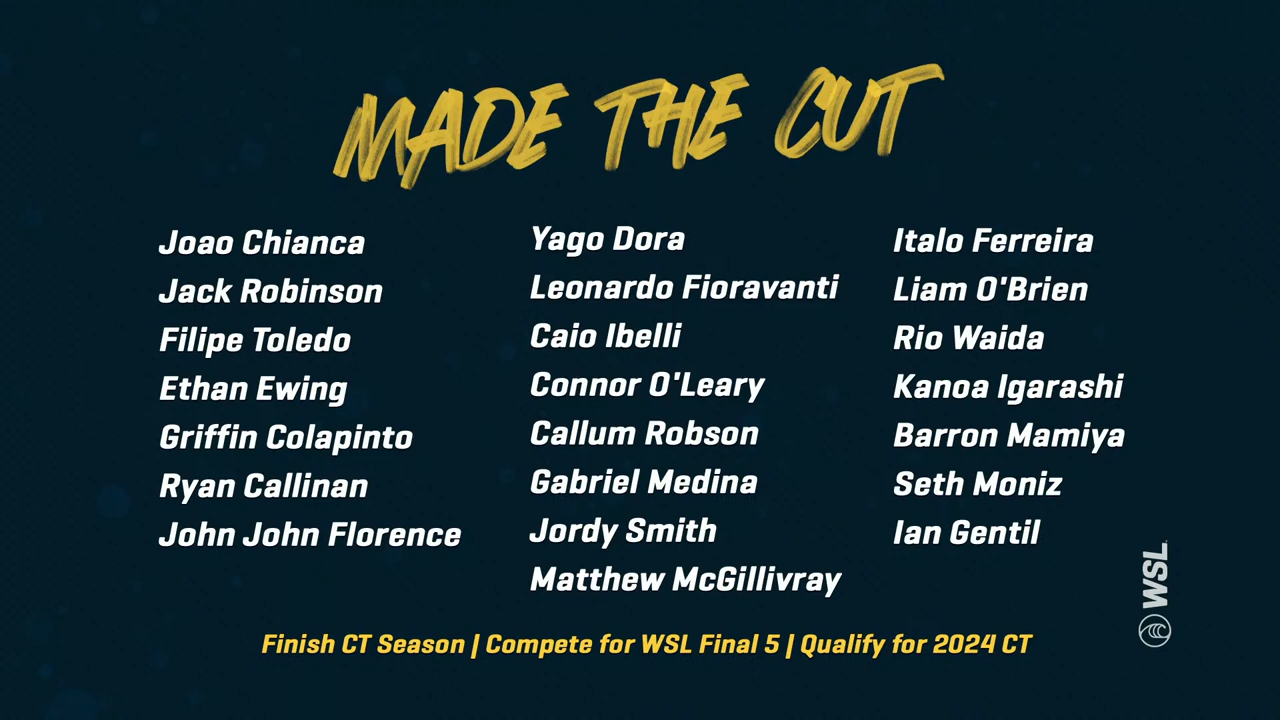 MADE THE CUT
Joao Chianca
Jack Robinson
Filipe Toledo
Ethan Ewing
Griffin Colapinto
Ryan Callinan
John John Florence
Yago Dora
Leonardo Fioravanti
Caio Ibelli
Connor O'Leary
Callum Robson
Gabriel Medina
Jordy Smith
Matthew McGillivray
Italo Ferreira
Liam O'Brien
Rio Waida
Kanoa Igarashi
Barron Mamiya
Seth Moniz
Ian Gentil
WSL
Finish CT Season | Compete for WSL Final 5 | Qualify for 2024 CT